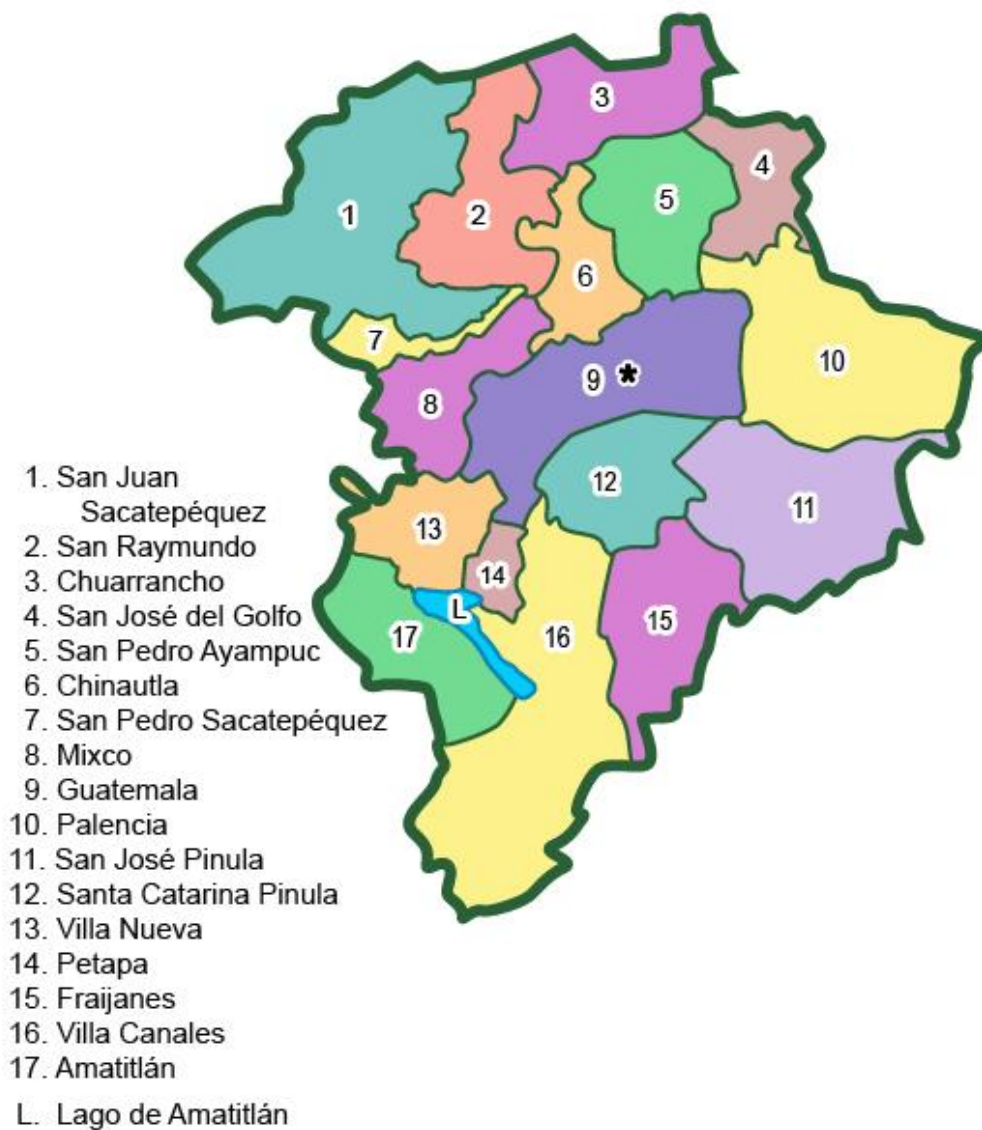 3
4
5
1
2
6
7
10
9 *
8
12
11
13
14
L
15
17
16
1. San Juan
Sacatepéquez
2. San Raymundo
3. Chuarrancho
4. San José del Golfo
5. San Pedro Ayampuc
6. Chinautla
7. San Pedro Sacatepéquez
8. Mixco
9. Guatemala
10. Palencia
11. San José Pinula
12. Santa Catarina Pinula
13. Villa Nueva
14. Petapa
15. Fraijanes
16. Villa Canales
17. Amatitlán
L. Lago de Amatitlán